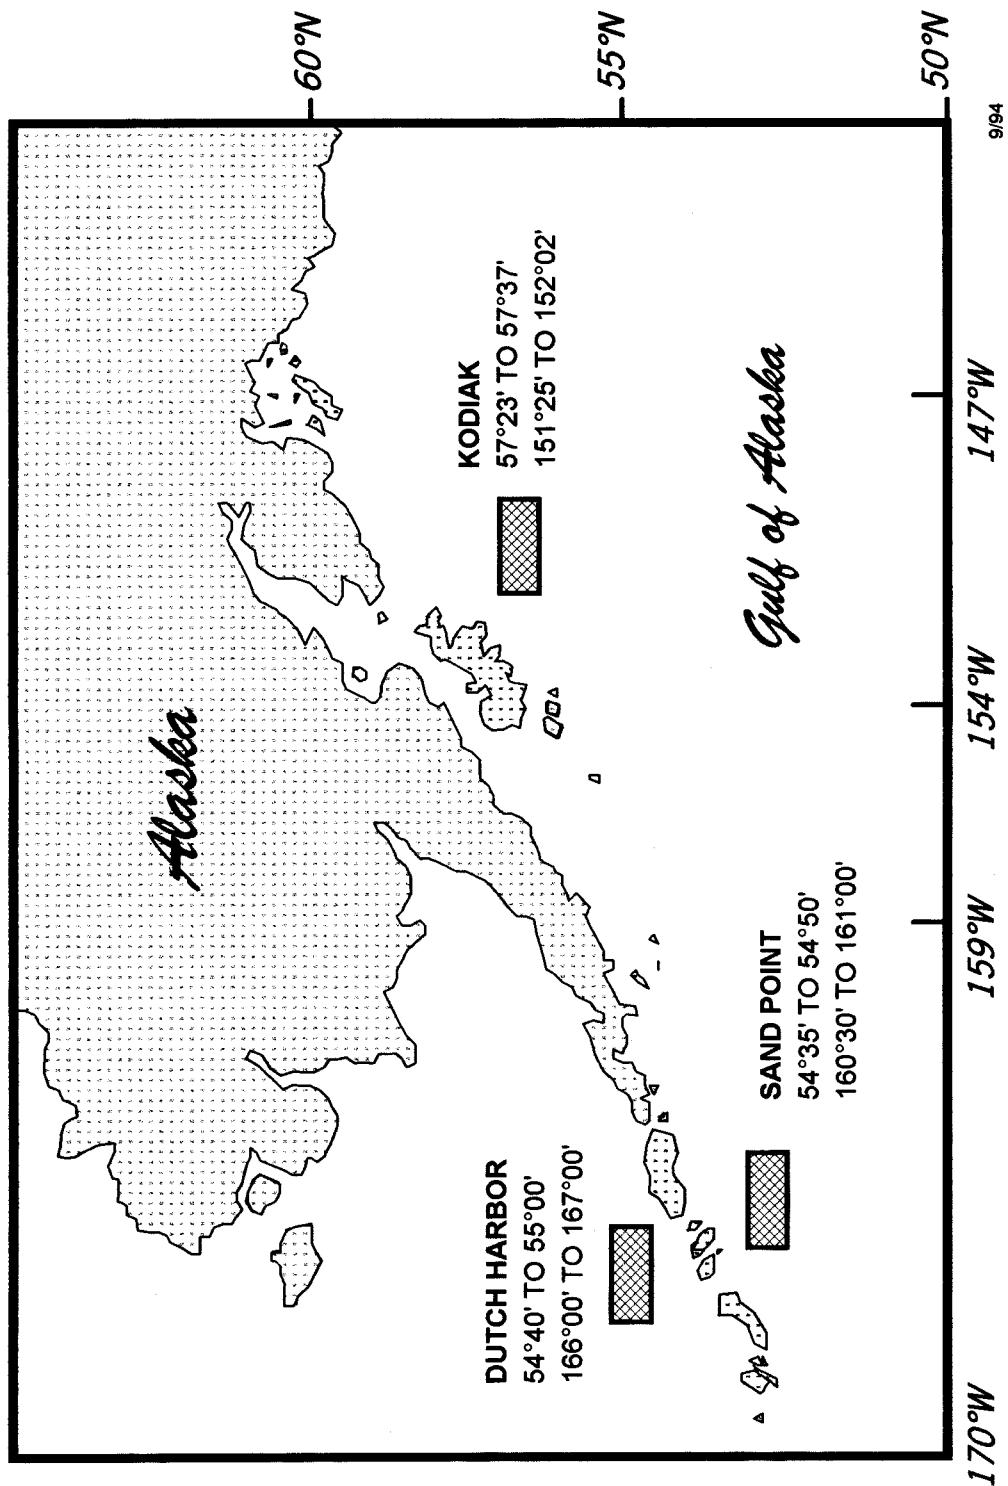 Alaska
60°N
KODIAK
57°23' TO 57°37'
151°25' TO 152°02'
DUTCH HARBOR
54°40' TO 55°00'
166°00' TO 167°00'
55°N
Gulf of Alaska
SAND POINT
54°35' TO 54°50'
160°30' TO 161°00'
50°N
170°W
159°W
154°W
147°W
9/94